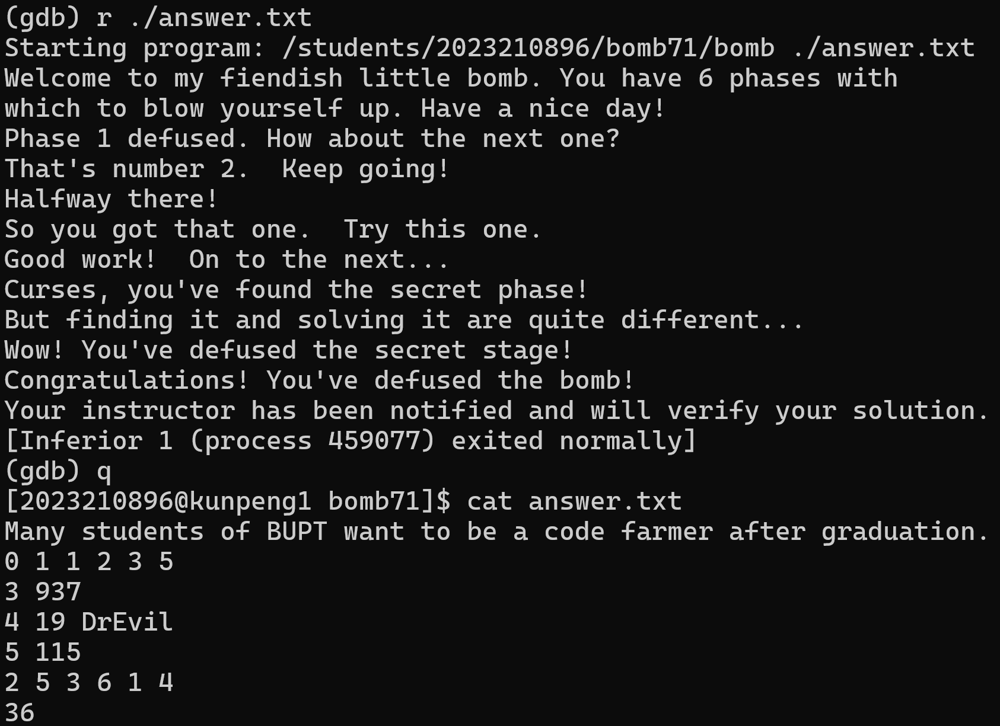 (gdb) r ./answer.txt
Starting program: /students/2023210896/bomb71/bomb ./answer.txt
Welcome to my fiendish little bomb. You have 6 phases with
which to blow yourself up. Have a nice day!
Phase 1 defused. How about the next one?
That's number 2.  Keep going!
Halfway there!
So you got that one.  Try this one.
Good work!  On to the next...
Curses, you've found the secret phase!
But finding it and solving it are quite different...
Wow! You've defused the secret stage!
Congratulations! You've defused the bomb!
Your instructor has been notified and will verify your solution.
[Inferior 1 (process 459077) exited normally]
(gdb) q
[2023210896@kunpeng1 bomb71]$ cat answer.txt
Many students of BUPT want to be a code farmer after graduation.
0 1 1 2 3 5
3 937
4 19 DrEvil
5 115
2 5 3 6 1 4
36